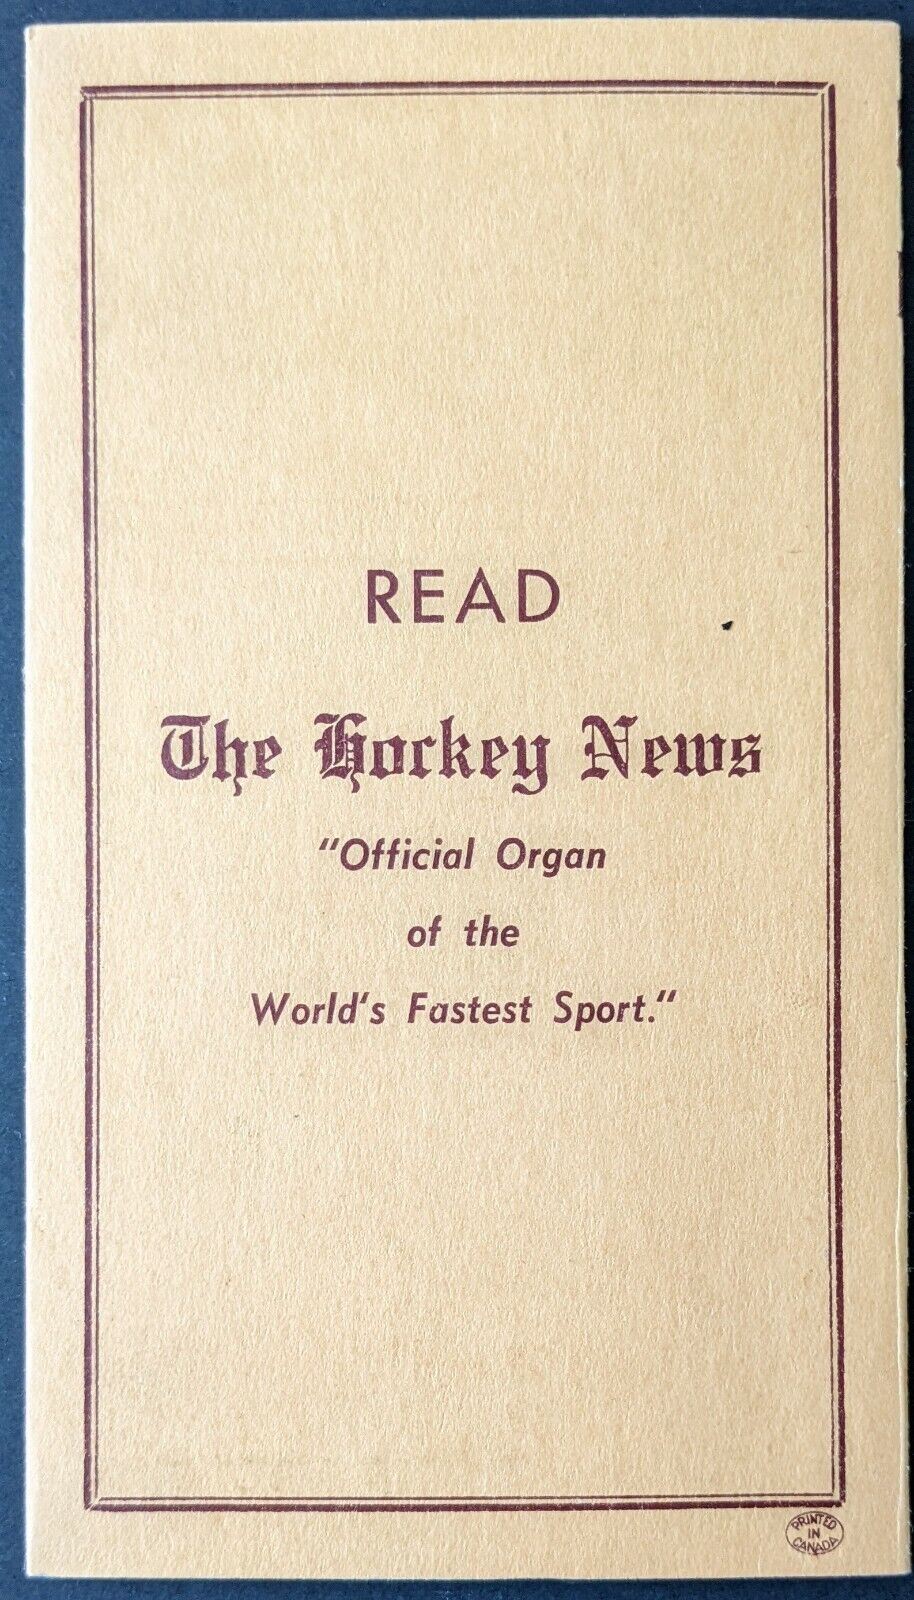 READ
The Hockey News
"Official Organ
of the
World's Fastest Sport."
PRINTED
IN
CANADA